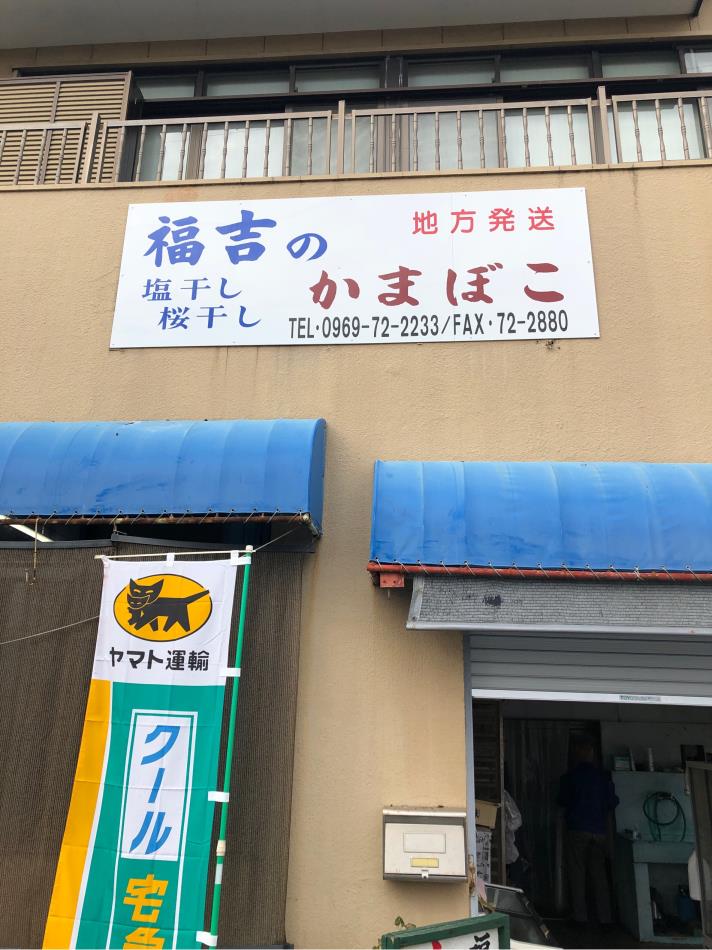 福吉の
地方発送
塩干し
かまぼこ
桜干し
TEL・0969-72-2233/FAX・72-2880
ヤマト運輸
クール
宅急
福